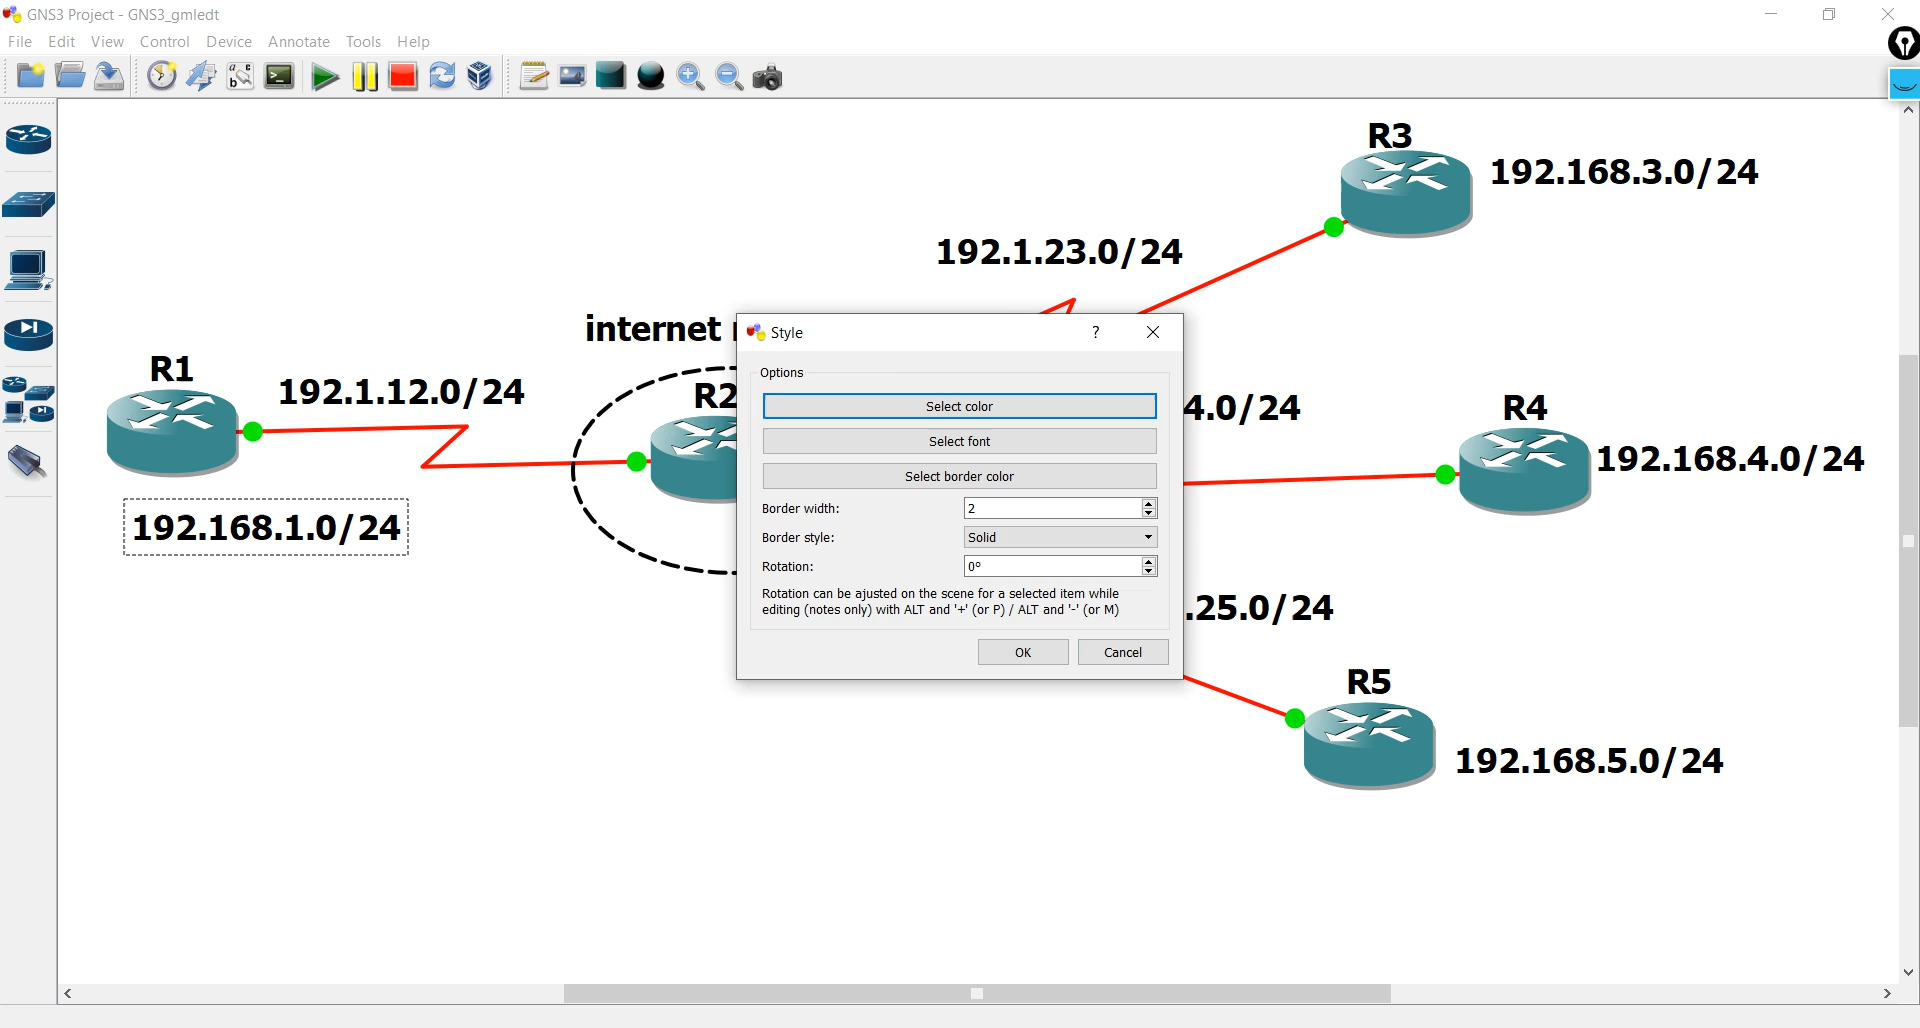 GNS3 Project - GNS3_gmledt
File Edit View Control Device Annotate Tools Help
R3
192.168.3.0/24
192.1.23.0/24
internet
R1
192.1.12.0/24
R2
4.0/24
R4
192.168.4.0/24
192.168.1.0/24
.25.0/24
R5
192.168.5.0/24
Style
?
Options
Select color
Select font
Select border color
Border width: 2
Border style: Solid
Rotation: 0º
Rotation can be ajusted on the scene for a selected item while
editing (notes only) with ALT and '+' (or P) / ALT and '-' (or M)
OK Cancel